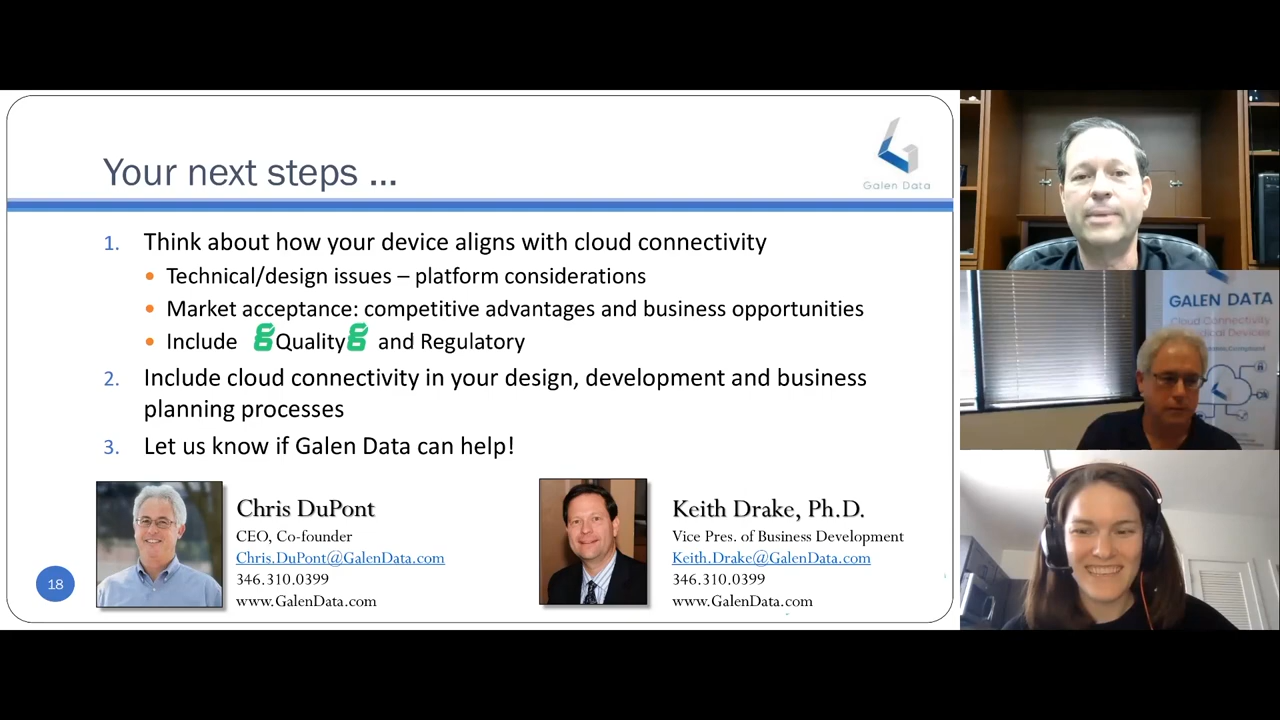 Your next steps ...
Galen Data
1. Think about how your device aligns with cloud connectivity
• Technical/design issues – platform considerations
• Market acceptance: competitive advantages and business opportunities
• Include Quality and Regulatory
2. Include cloud connectivity in your design, development and business
planning processes
3. Let us know if Galen Data can help!
Chris DuPont
CEO, Co-founder
Chris.DuPont@GalenData.com
346.310.0399
www.GalenData.com
Keith Drake, Ph.D.
Vice Pres. of Business Development
Keith.Drake@GalenData.com
346.310.0399
www.GalenData.com
18
GALEN DATA
Cloud Connectivity
Medical Devices